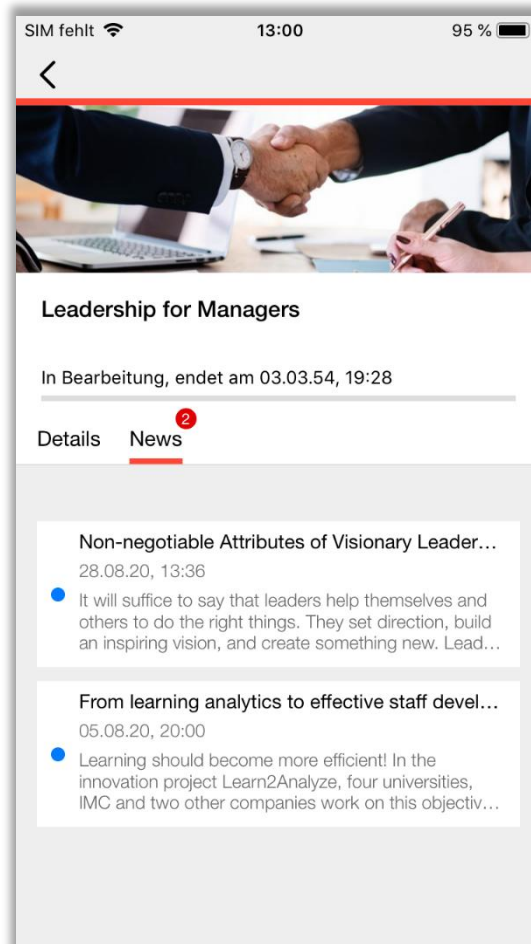 SIM fehlt 13:00 95 %
Leadership for Managers
In Bearbeitung, endet am 03.03.54, 19:28
Details News 2
Non-negotiable Attributes of Visionary Leader...
28.08.20, 13:36
It will suffice to say that leaders help themselves and
others to do the right things. They set direction, build
an inspiring vision, and create something new. Lead...
From learning analytics to effective staff devel...
05.08.20, 20:00
Learning should become more efficient! In the
innovation project Learn2Analyze, four universities,
IMC and two other companies work on this objectiv...